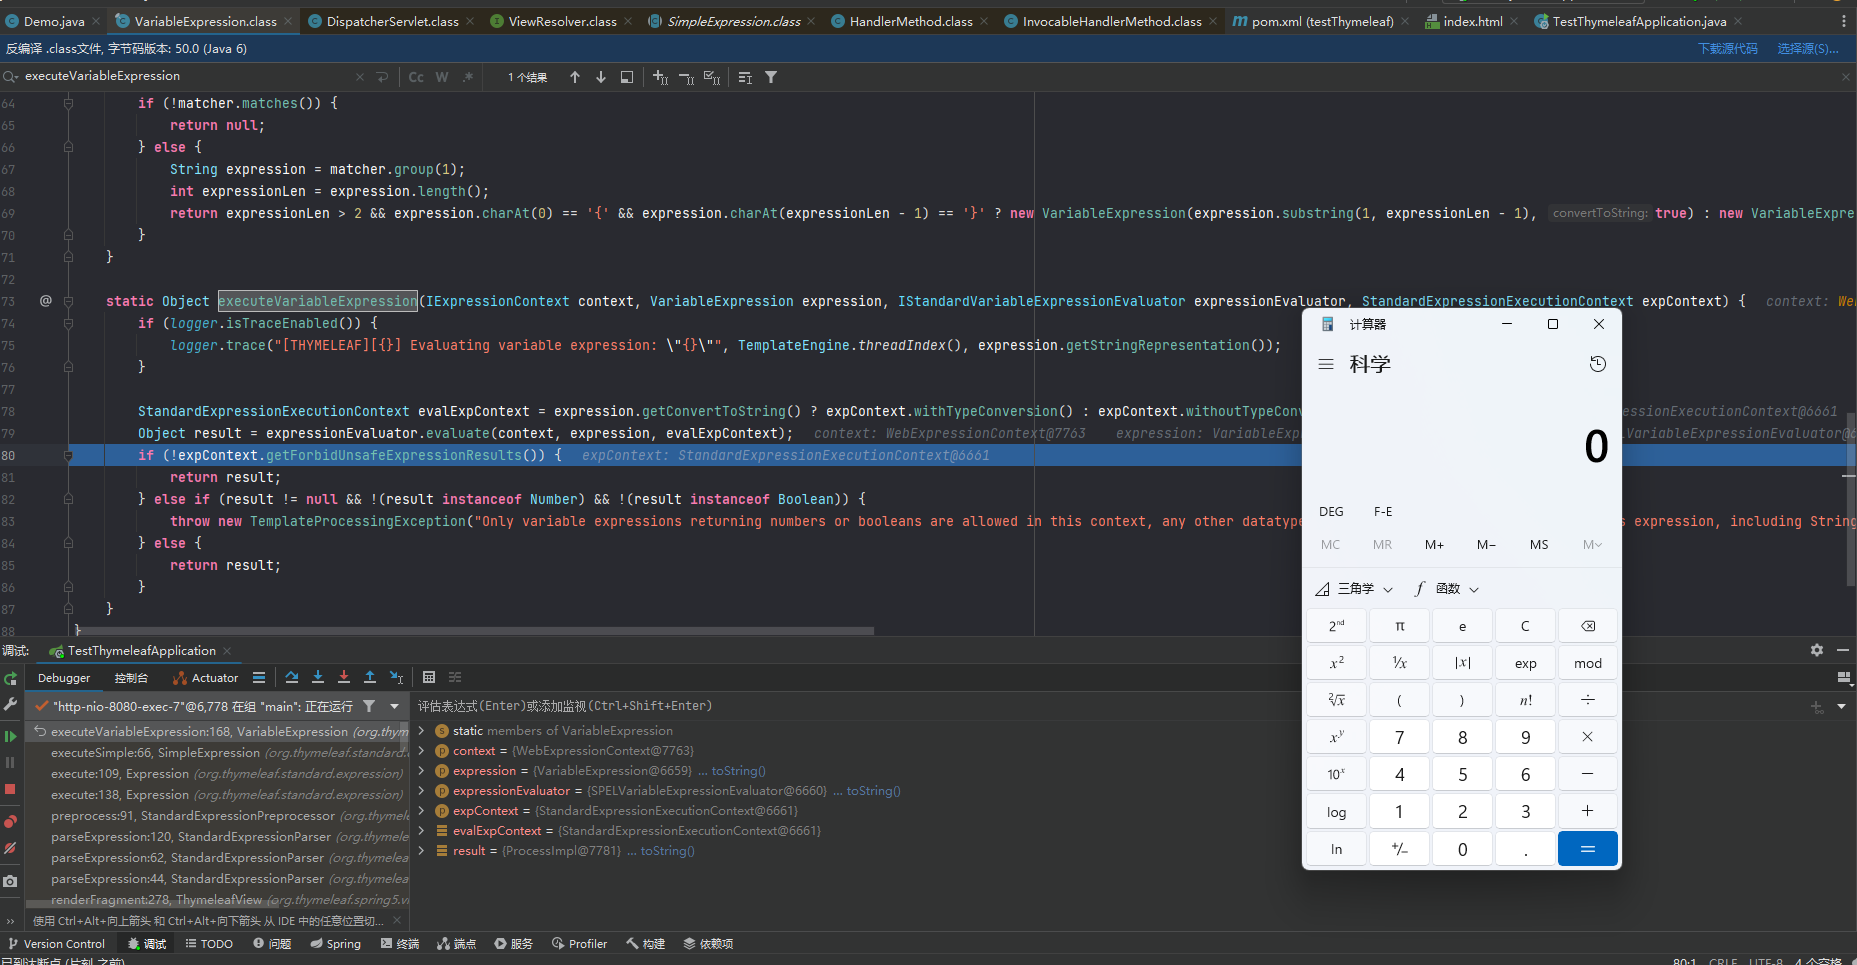 Demo.java
VariableExpression.class
DispatcherServlet.class
ViewResolver.class
SimpleExpression.class
HandlerMethod.class
InvocableHandlerMethod.class
pom.xml (testThymeleaf)
index.html
TestThymeleafApplication.java
反编译 .class文件, 字节码版本: 50.0 (Java 6)
下载源代码 选择源(S)...
executeVariableExpression
Cc W .*
1 个结果
64 if (!matcher.matches()) {
65 return null;
66 } else {
67 String expression = matcher.group(1);
68 int expressionLen = expression.length();
69 return expressionLen > 2 && expression.charAt(0) == '{' && expression.charAt(expressionLen - 1) == '}' ? new VariableExpression(expression.substring(1, expressionLen - 1), convertToString: true) : new VariableExpre
70 }
71 }
72
73 @ static Object executeVariableExpression(IExpressionContext context, VariableExpression expression, IStandardVariableExpressionEvaluator expressionEvaluator, StandardExpressionExecutionContext expContext) { context: We
74 if (logger.isTraceEnabled()) {
75 logger.trace("[THYMELEAF][{}] Evaluating variable expression: \"{}\"", TemplateEngine.threadIndex(), expression.getStringRepresentation());
76 }
77
78 StandardExpressionExecutionContext evalExpContext = expression.getConvertToString() ? expContext.withTypeConversion() : expContext.withoutTypeConv ressionExecutionContext@6661
79 Object result = expressionEvaluator.evaluate(context, expression, evalExpContext); context: WebExpressionContext@7763 expression: VariableExp LVariableExpressionEvaluator@6
80 if (!expContext.getForbidUnsafeExpressionResults()) { expContext: StandardExpressionExecutionContext@6661
81 return result;
82 } else if (result != null && !(result instanceof Number) && !(result instanceof Boolean)) {
83 throw new TemplateProcessingException("Only variable expressions returning numbers or booleans are allowed in this context, any other datatype s expression, including String
84 } else {
85 return result;
86 }
87 }
88 }
计算器
科学
0
DEG F-E
MC MR M+ M− MS M
三角学 f 函数
2nd π e C
x² ¹/x |x| exp mod
²√x ( ) n! ÷
xʸ 7 8 9 ×
10ˣ 4 5 6 −
log 1 2 3 +
ln +/− 0 . =
调试: TestThymeleafApplication
Debugger 控制台 Actuator
"http-nio-8080-exec-7"@6,778 在组 "main": 正在运行
executeVariableExpression:168, VariableExpression (org.thym
executeSimple:66, SimpleExpression (org.thymeleaf.standard.
execute:109, Expression (org.thymeleaf.standard.expression)
execute:138, Expression (org.thymeleaf.standard.expression)
preprocess:91, StandardExpressionPreprocessor (org.thymele
parseExpression:120, StandardExpressionParser (org.thymele
parseExpression:62, StandardExpressionParser (org.thymelea
parseExpression:44, StandardExpressionParser (org.thymelea
renderFragment:278, ThymeleafView (org.thymeleaf.spring5.vi
使用 Ctrl+Alt+向上箭头 和 Ctrl+Alt+向下箭头 从 IDE 中的任意位置切...
评估表达式(Enter)或添加监视(Ctrl+Shift+Enter)
static members of VariableExpression
context = {WebExpressionContext@7763}
expression = {VariableExpression@6659} ... toString()
expressionEvaluator = {SPELVariableExpressionEvaluator@6660} ... toString()
expContext = {StandardExpressionExecutionContext@6661}
evalExpContext = {StandardExpressionExecutionContext@6661}
result = {ProcessImpl@7781} ... toString()
Version Control 调试 TODO 问题 Spring 终端 端点 服务 Profiler 构建 依赖项
已到达断点 (片刻 之前)
80:1 CRLF UTF-8 4 个空格